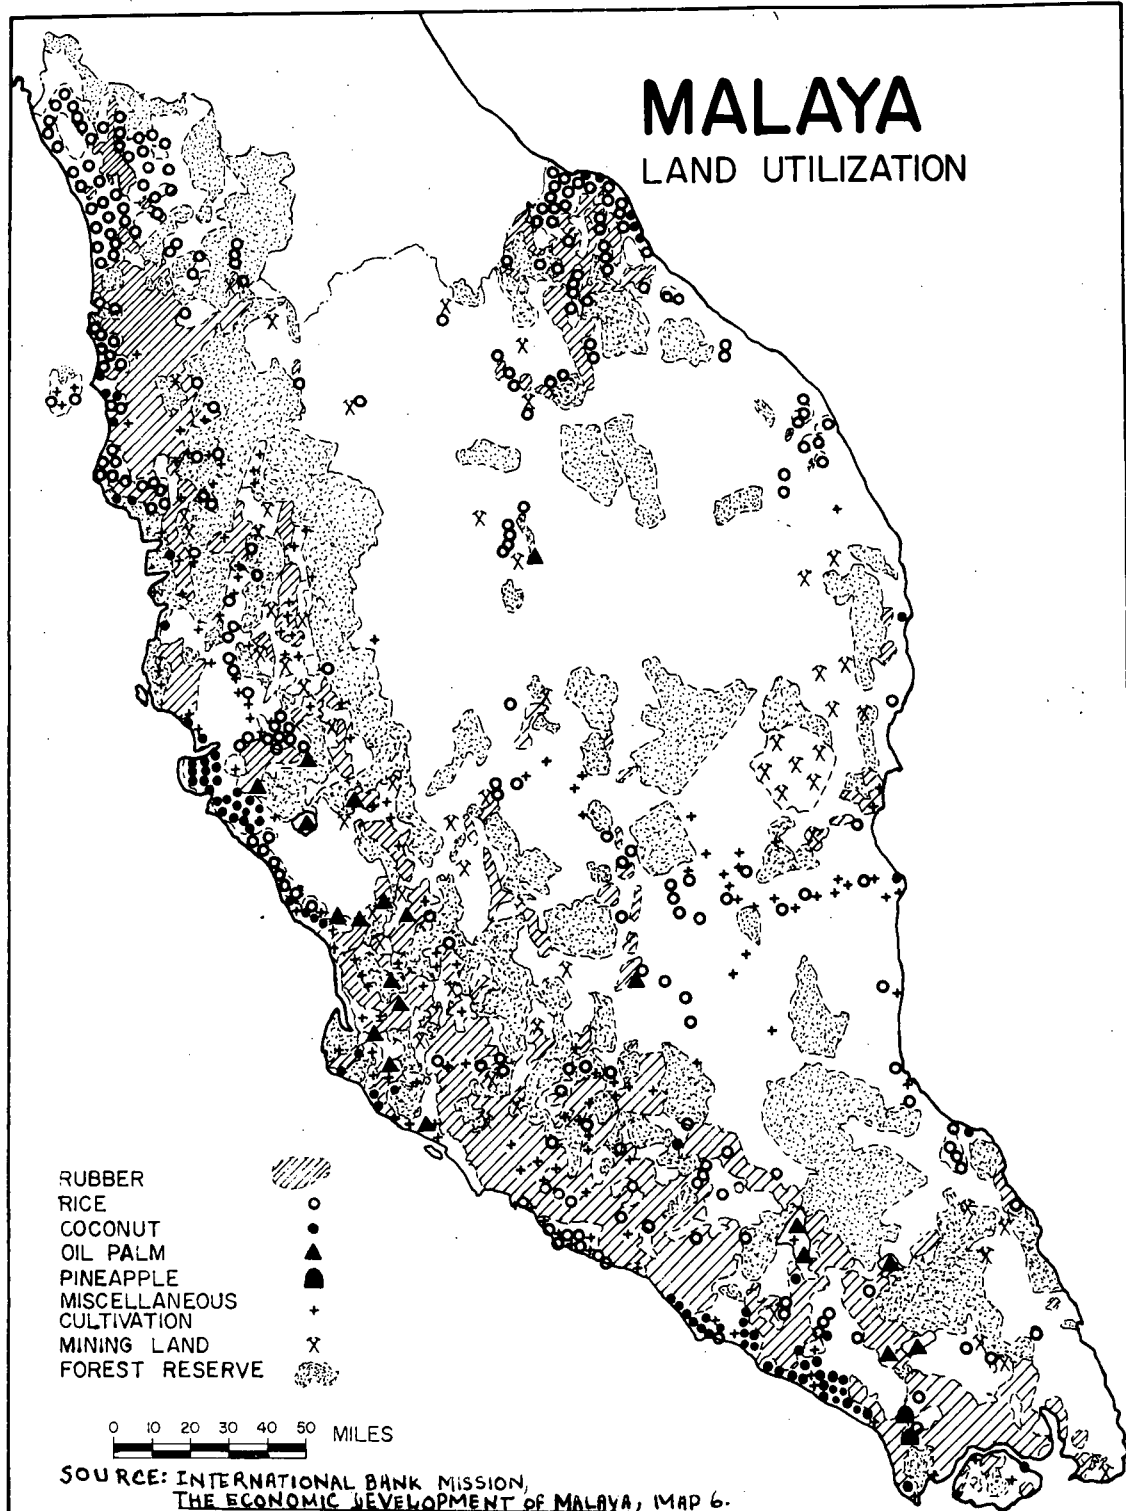 MALAYA
LAND UTILIZATION
RUBBER
RICE
COCONUT
OIL PALM
PINEAPPLE
MISCELLANEOUS
CULTIVATION
MINING LAND
FOREST RESERVE
0 10 20 30 40 50 MILES
SOURCE: INTERNATIONAL BANK MISSION,
THE ECONOMIC DEVELOPMENT OF MALAYA, MAP 6.